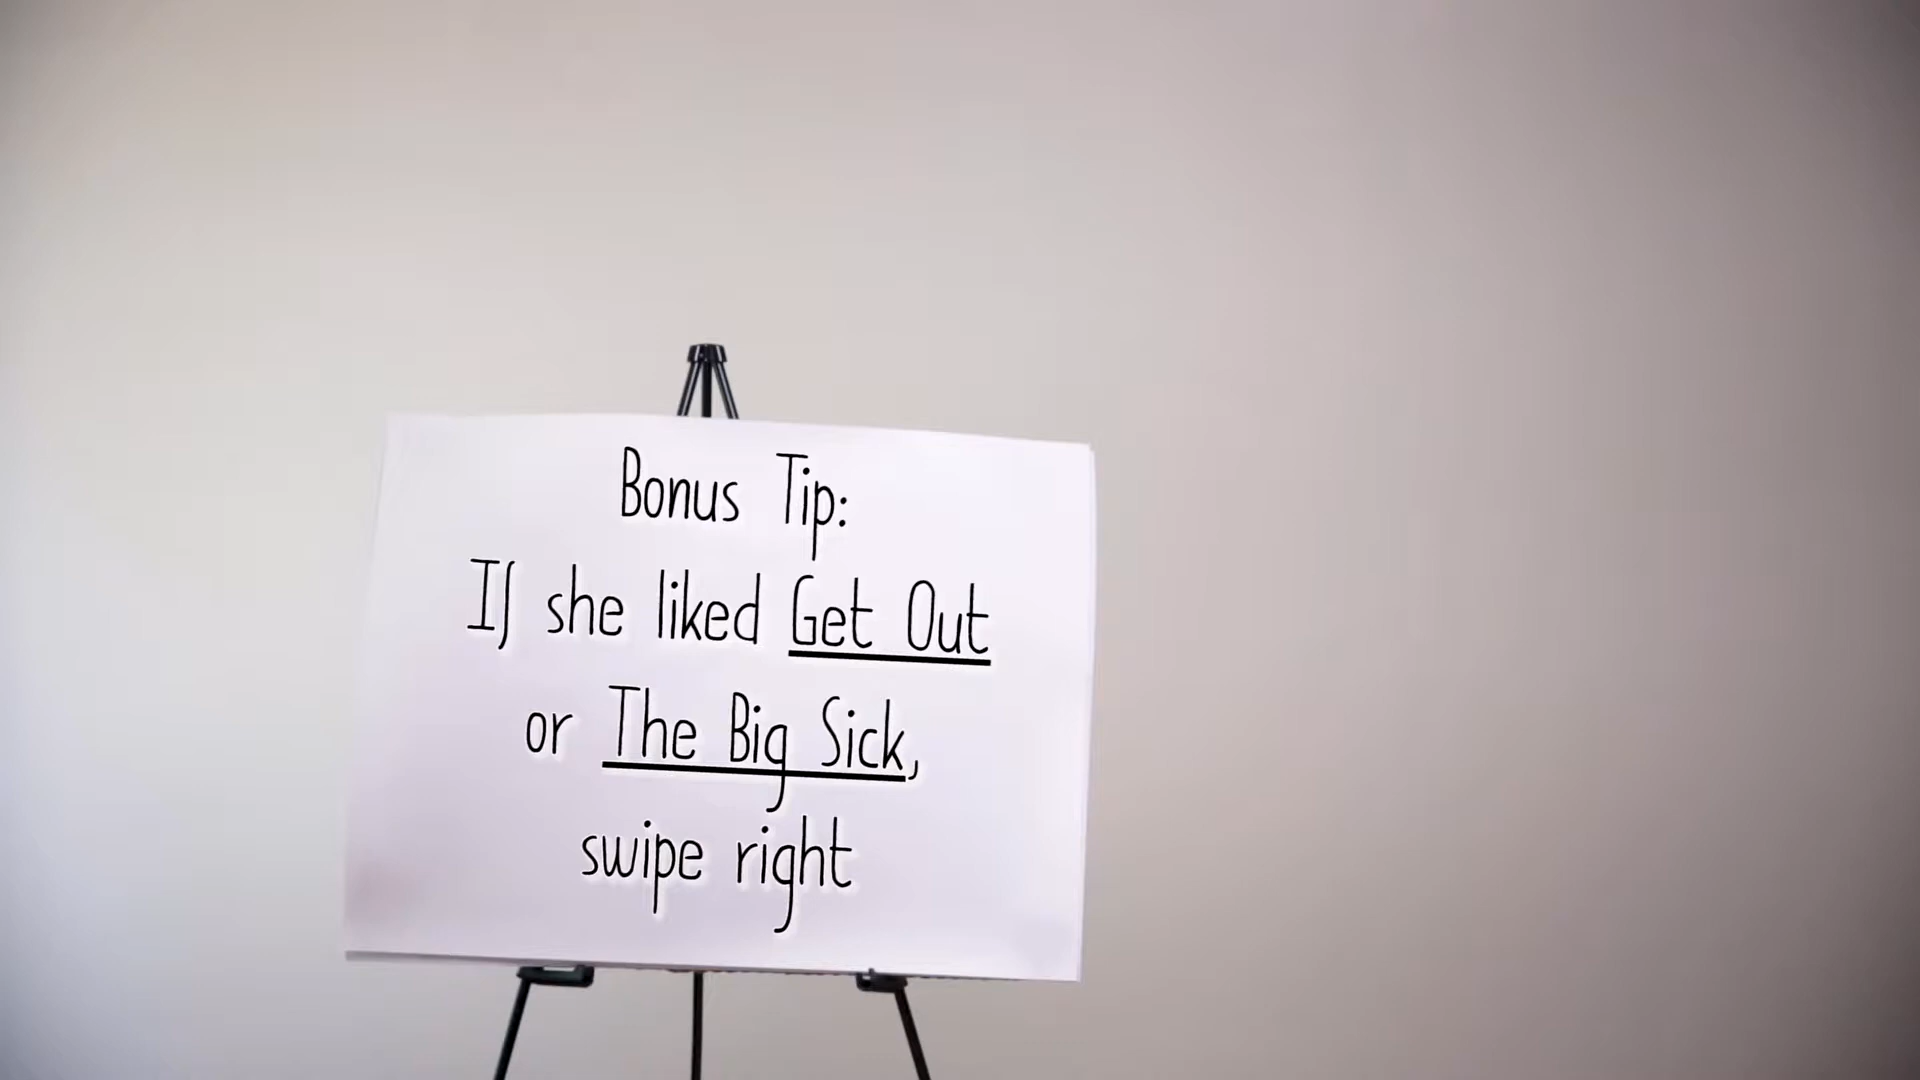 Bonus Tip:
If she liked Get Out
or The Big Sick,
swipe right